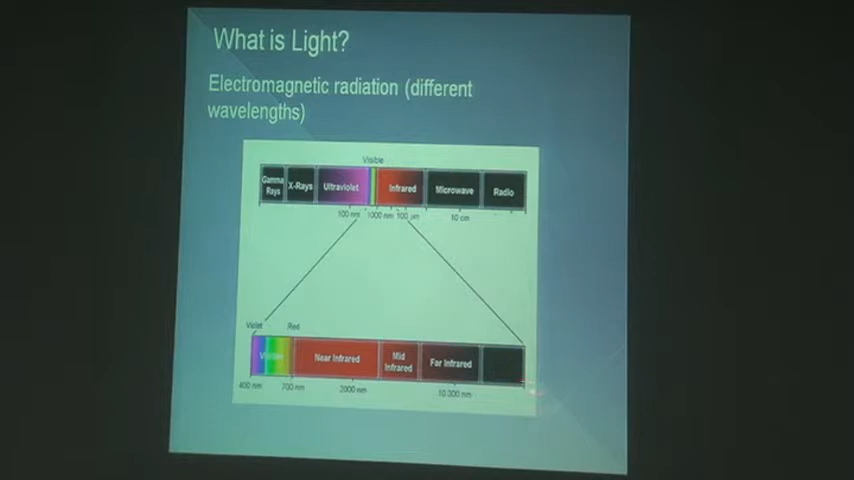 What is Light?
Electromagnetic radiation (different
wavelengths)
Visible
Gamma Rays X-Rays Ultraviolet Infrared Microwave Radio
100 nm 1000 nm 100 µm 10 cm
Violet Red
Visible Near Infrared Mid Infrared Far Infrared
400 nm 700 nm 2000 nm 10.000 nm